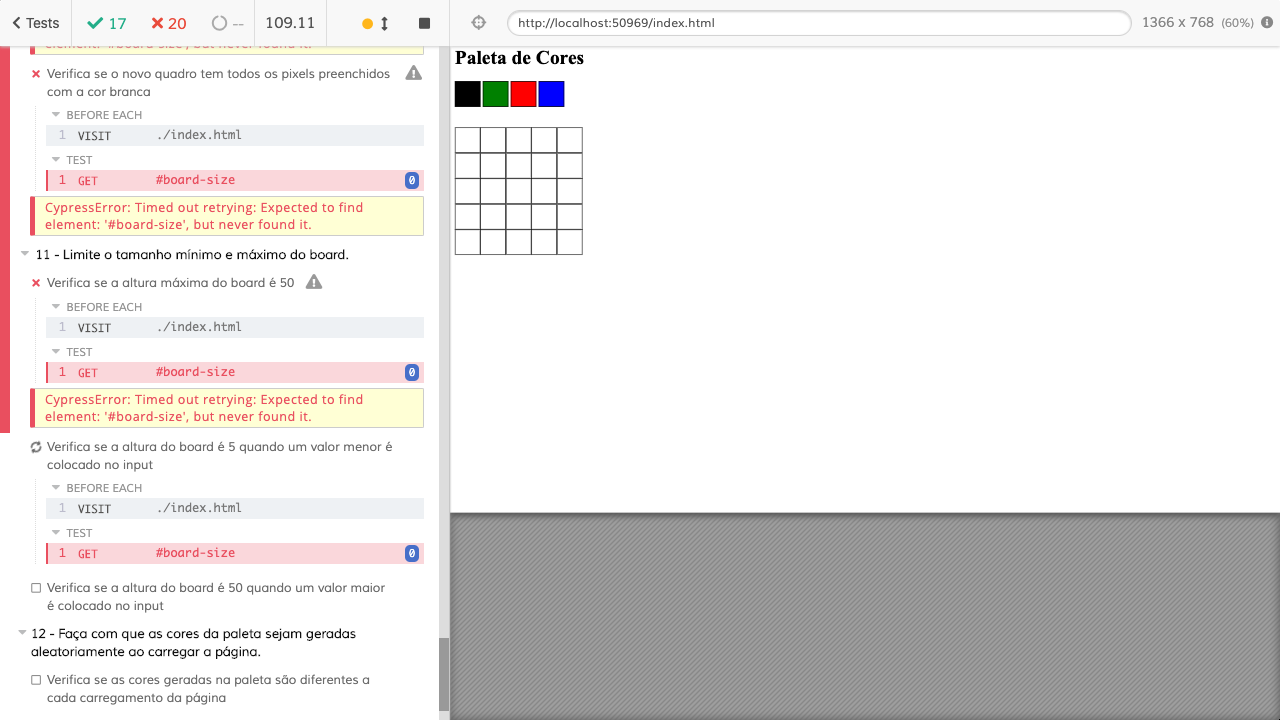 Tests 17 20 -- 109.11
http://localhost:50969/index.html 1366 x 768 (60%)
element: '#board-size', but never found it.
Verifica se o novo quadro tem todos os pixels preenchidos
com a cor branca
BEFORE EACH
1 VISIT ./index.html
TEST
1 GET #board-size 0
CypressError: Timed out retrying: Expected to find
element: '#board-size', but never found it.
11 - Limite o tamanho mínimo e máximo do board.
Verifica se a altura máxima do board é 50
BEFORE EACH
1 VISIT ./index.html
TEST
1 GET #board-size 0
CypressError: Timed out retrying: Expected to find
element: '#board-size', but never found it.
Verifica se a altura do board é 5 quando um valor menor é
colocado no input
BEFORE EACH
1 VISIT ./index.html
TEST
1 GET #board-size 0
Verifica se a altura do board é 50 quando um valor maior
é colocado no input
12 - Faça com que as cores da paleta sejam geradas
aleatoriamente ao carregar a página.
Verifica se as cores geradas na paleta são diferentes a
cada carregamento da página
Paleta de Cores